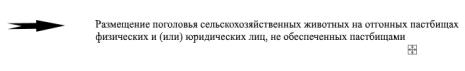 Размещение поголовья сельскохозяйственных животных на отгонных пастбищах
физических и (или) юридических лиц, не обеспеченных пастбищами